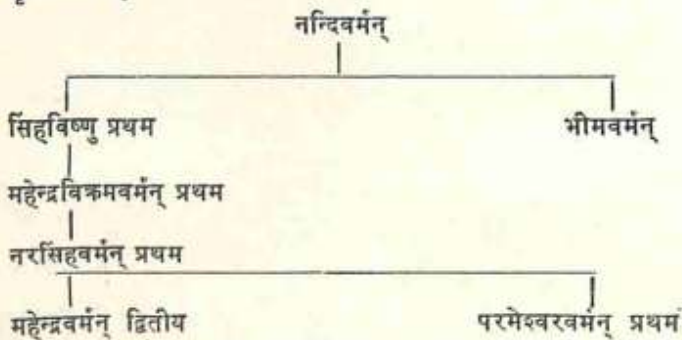 नन्दिवर्मन्
सिंहविष्णु प्रथम भीमवर्मन्
महेन्द्रविक्रमवर्मन् प्रथम
नरसिंहवर्मन् प्रथम
महेन्द्रवर्मन् द्वितीय परमेश्वरवर्मन् प्रथम